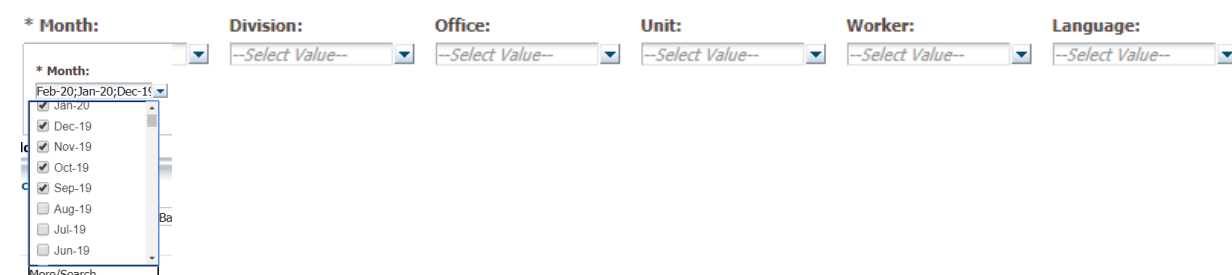 * Month: Division: Office: Unit: Worker: Language:
--Select Value-- --Select Value-- --Select Value-- --Select Value-- --Select Value--
* Month:
Feb-20;Jan-20;Dec-19
Jan-20
Dec-19
Nov-19
Oct-19
Sep-19
Aug-19
Ba
Jul-19
Jun-19
More/Search